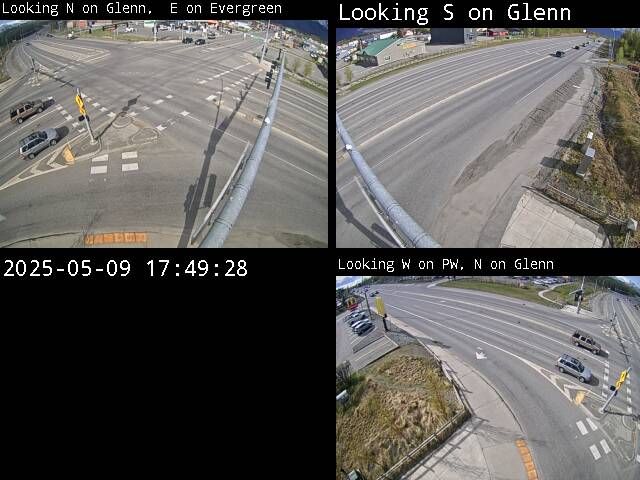 Looking N on Glenn,  E on Evergreen
Looking S on Glenn
2025-05-09 17:49:28
Looking W on PW, N on Glenn